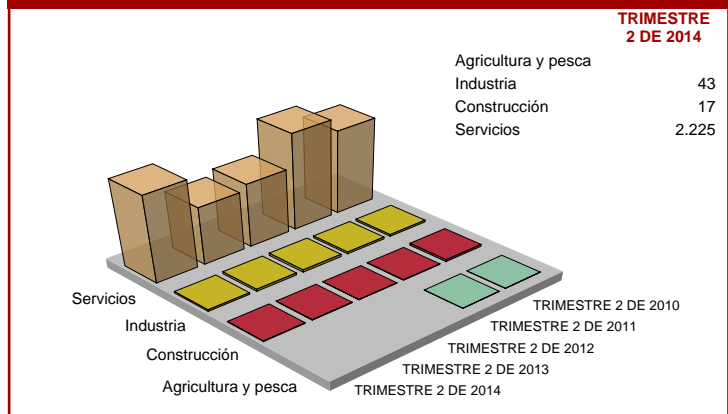 TRIMESTRE
2 DE 2014
Agricultura y pesca
Industria 43
Construcción 17
Servicios 2.225
Servicios
Industria
Construcción
Agricultura y pesca
TRIMESTRE 2 DE 2010
TRIMESTRE 2 DE 2011
TRIMESTRE 2 DE 2012
TRIMESTRE 2 DE 2013
TRIMESTRE 2 DE 2014